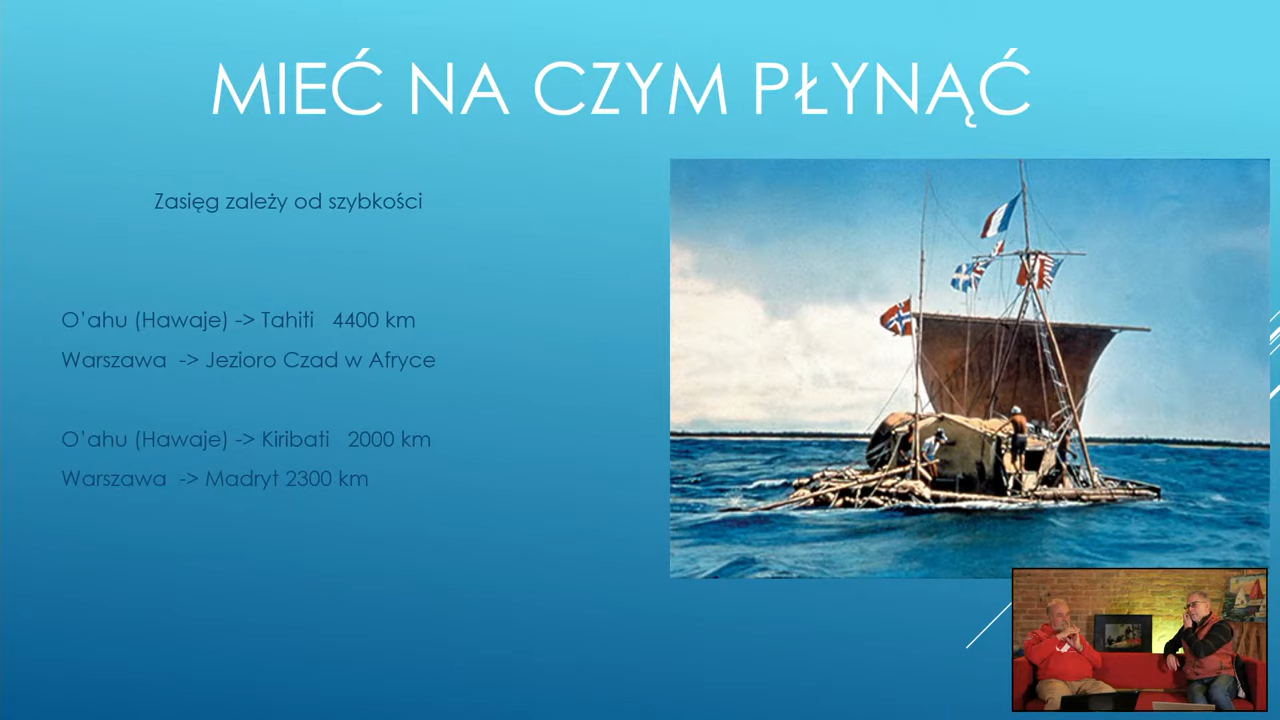 MIEĆ NA CZYM PŁYNĄĆ
Zasięg zależy od szybkości
O'ahu (Hawaje) -> Tahiti 4400 km
Warszawa -> Jezioro Czad w Afryce
O'ahu (Hawaje) -> Kiribati 2000 km
Warszawa -> Madryt 2300 km